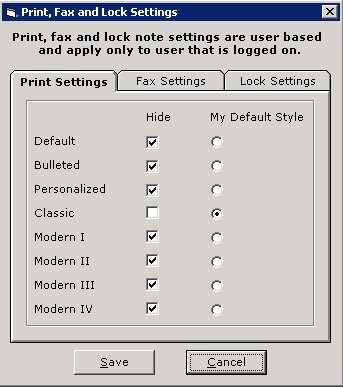 Print, Fax and Lock Settings
Print, fax and lock note settings are user based
and apply only to user that is logged on.
Print Settings Fax Settings Lock Settings
Hide My Default Style
Default
Bulleted
Personalized
Classic
Modern I
Modern II
Modern III
Modern IV
Save Cancel